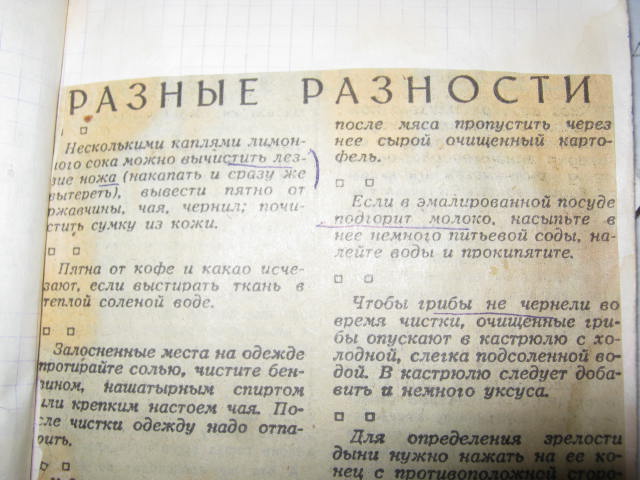 РАЗНЫЕ РАЗНОСТИ
Несколькими каплями лимон-
ного сока можно вычистить лез-
вие ножа (накапать и сразу же
вытереть), вывести пятно от
ржавчины, чая, чернил; почи-
стить сумку из кожи.
Пятна от кофе и какао исче-
зают, если выстирать ткань в
теплой соленой воде.
Залосненные места на одежде
протирайте солью, чистите бен-
зином, нашатырным спиртом
или крепким настоем чая. По-
сле чистки одежду надо отпа-
рить.
после мяса пропустить через
нее сырой очищенный карто-
фель.
Если в эмалированной посуде
подгорит молоко, насыпьте в
нее немного питьевой соды, на-
лейте воды и прокипятите.
Чтобы грибы не чернели во
время чистки, очищенные гри-
бы опускают в кастрюлю с хо-
лодной, слегка подсоленной во-
дой. В кастрюлю следует доба-
вить и немного уксуса.
Для определения зрелости
дыни нужно нажать на ее ко-
нец с противоположной сторо-